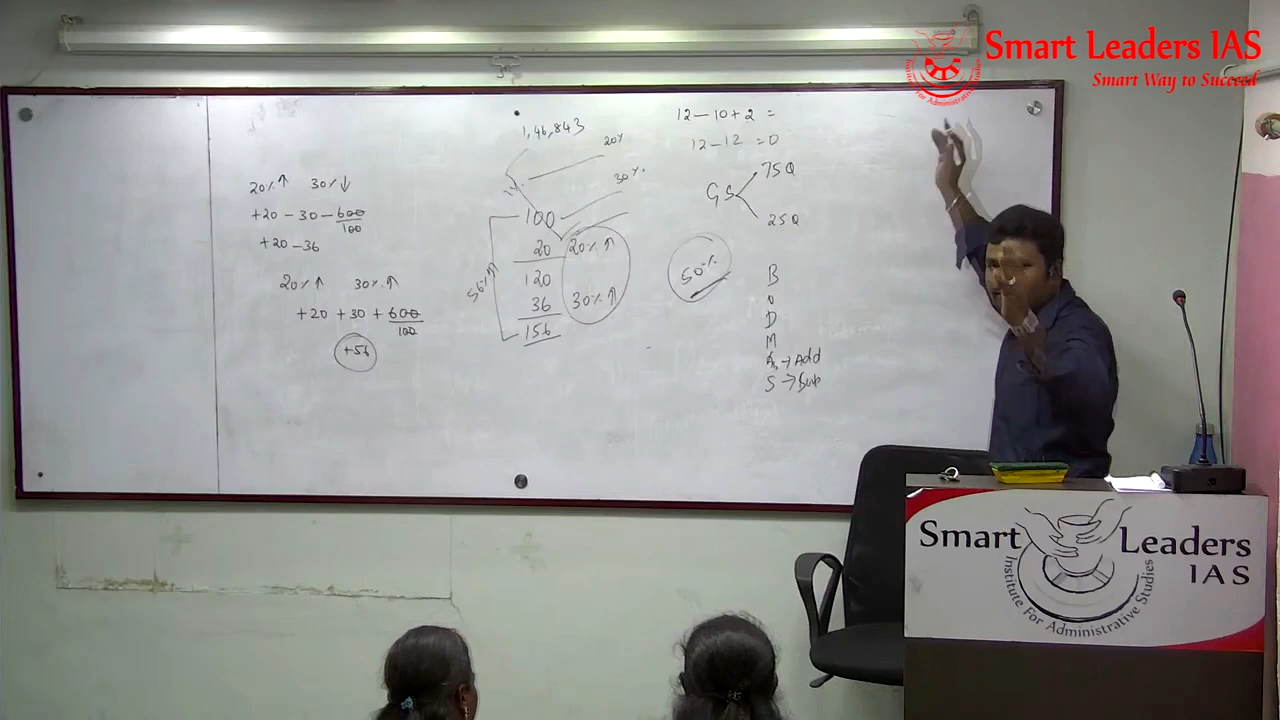 Smart Leaders IAS
Smart Way to Succeed
For Administrative
20% ↑ 30% ↓
+20 - 30 - 600/100
+20 - 36
20% ↑ 30% ↑
+20 + 30 + 600/100
+56
1,46,843
20%
30%
100
20 20% ↑
120
36 30% ↑
156
56% ↑
12 - 10 + 2 =
12 - 12 = 0
GS
75Q
25Q
50%
B
O
D
M
A → Add
S → Sub
Smart Leaders
IAS
Institute For Administrative Studies